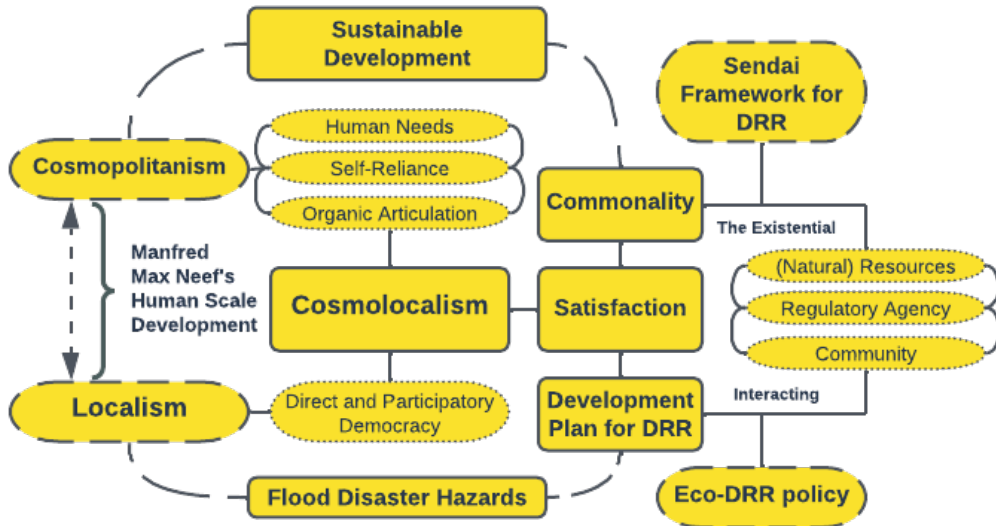 Sustainable
Development
Sendai
Framework for
DRR
Human Needs
Cosmopolitanism
Self-Reliance
Organic Articulation
Commonality
The Existential
Manfred
Max Neef's
Human Scale
Development
(Natural) Resources
Cosmolocalism
Satisfaction
Regulatory Agency
Community
Localism
Direct and Participatory
Democracy
Development
Plan for DRR
Interacting
Flood Disaster Hazards
Eco-DRR policy